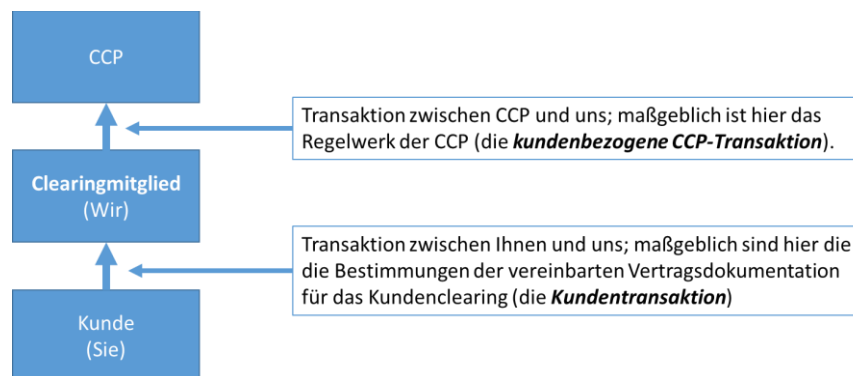 CCP
Transaktion zwischen CCP und uns; maßgeblich ist hier das
Regelwerk der CCP (die kundenbezogene CCP-Transaktion).
Clearingmitglied
(Wir)
Transaktion zwischen Ihnen und uns; maßgeblich sind hier die
die Bestimmungen der vereinbarten Vertragsdokumentation
für das Kundenclearing (die Kundentransaktion)
Kunde
(Sie)